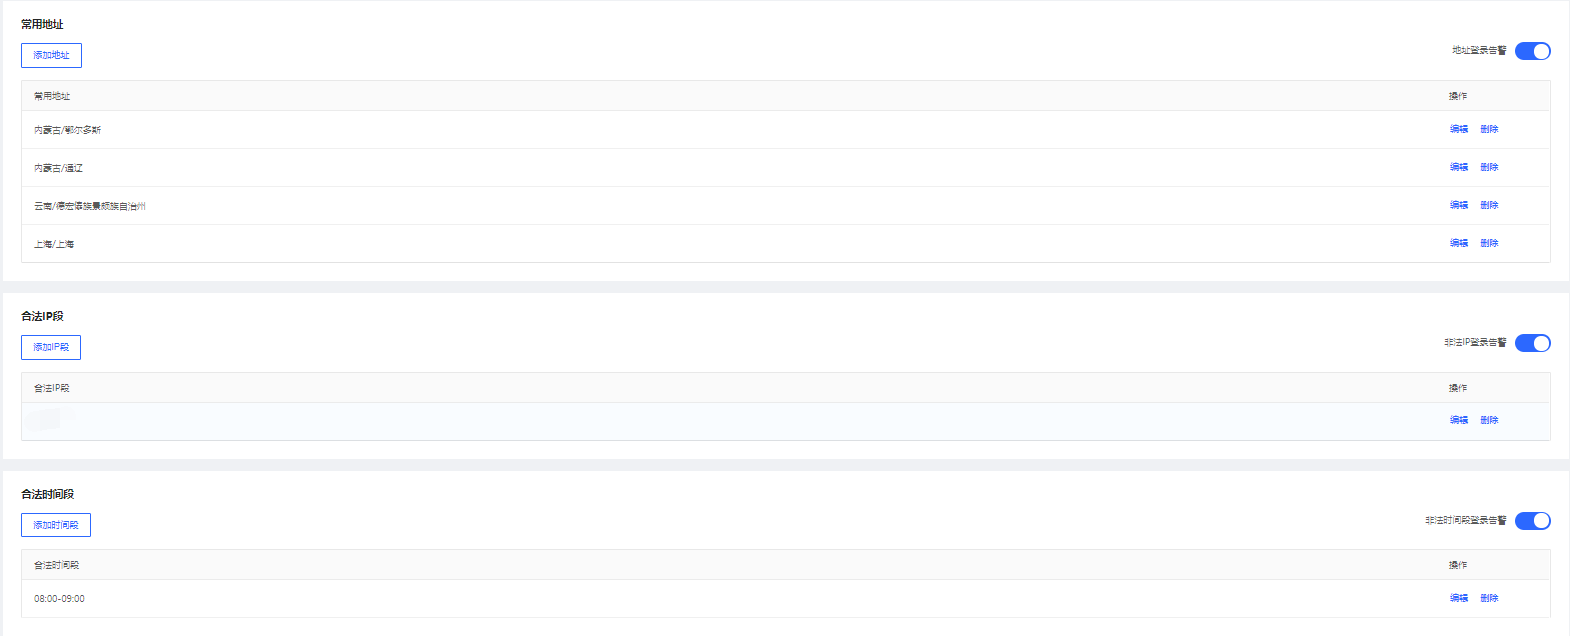 常用地址
添加地址 地址登录告警
常用地址 操作
内蒙古/鄂尔多斯 编辑 删除
内蒙古/通辽 编辑 删除
云南/德宏傣族景颇族自治州 编辑 删除
上海/上海 编辑 删除
合法IP段
添加IP段 非法IP登录告警
合法IP段 操作
编辑 删除
合法时间段
添加时间段 非法时间段登录告警
合法时间段 操作
08:00-09:00 编辑 删除